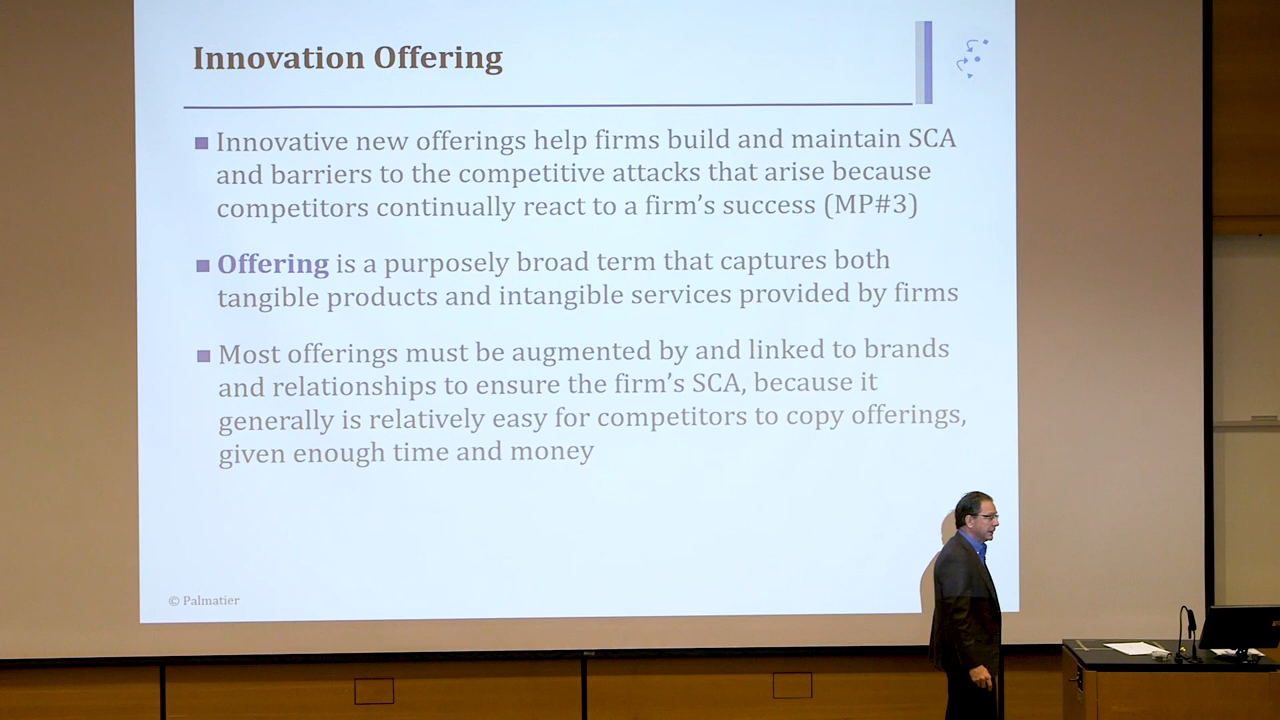 Innovation Offering
Innovative new offerings help firms build and maintain SCA
and barriers to the competitive attacks that arise because
competitors continually react to a firm's success (MP#3)
Offering is a purposely broad term that captures both
tangible products and intangible services provided by firms
Most offerings must be augmented by and linked to brands
and relationships to ensure the firm's SCA, because it
generally is relatively easy for competitors to copy offerings,
given enough time and money
© Palmatier